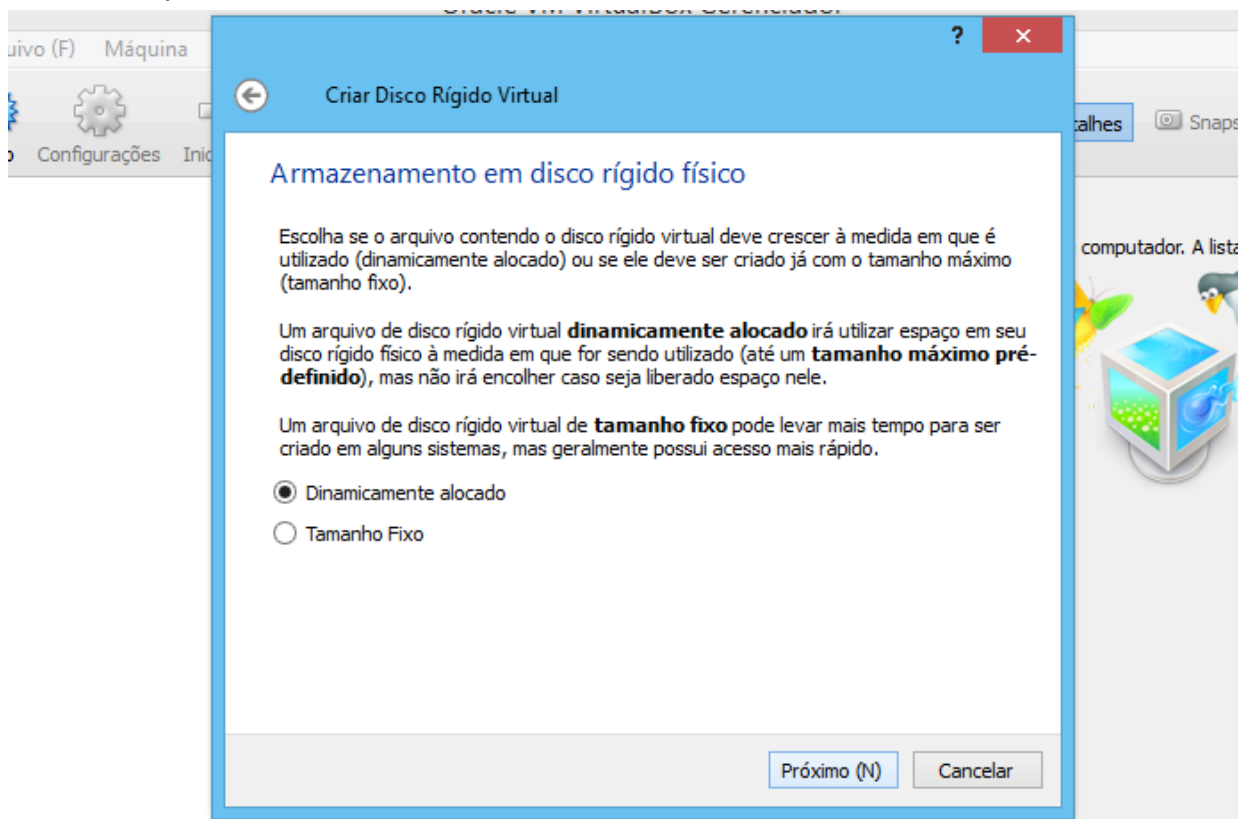 Oracle VM VirtualBox Gerenciador
? ×
(F) Máquina
Criar Disco Rígido Virtual
Snaps
Configurações
Armazenamento em disco rígido físico
Escolha se o arquivo contendo o disco rígido virtual deve crescer à medida em que é
utilizado (dinamicamente alocado) ou se ele deve ser criado já com o tamanho máximo
(tamanho fixo).
computador. A lista
Um arquivo de disco rígido virtual dinamicamente alocado irá utilizar espaço em seu
disco rígido físico à medida em que for sendo utilizado (até um tamanho máximo pré-
definido), mas não irá encolher caso seja liberado espaço nele.
Um arquivo de disco rígido virtual de tamanho fixo pode levar mais tempo para ser
criado em alguns sistemas, mas geralmente possui acesso mais rápido.
Dinamicamente alocado
Tamanho Fixo
Próximo (N) Cancelar